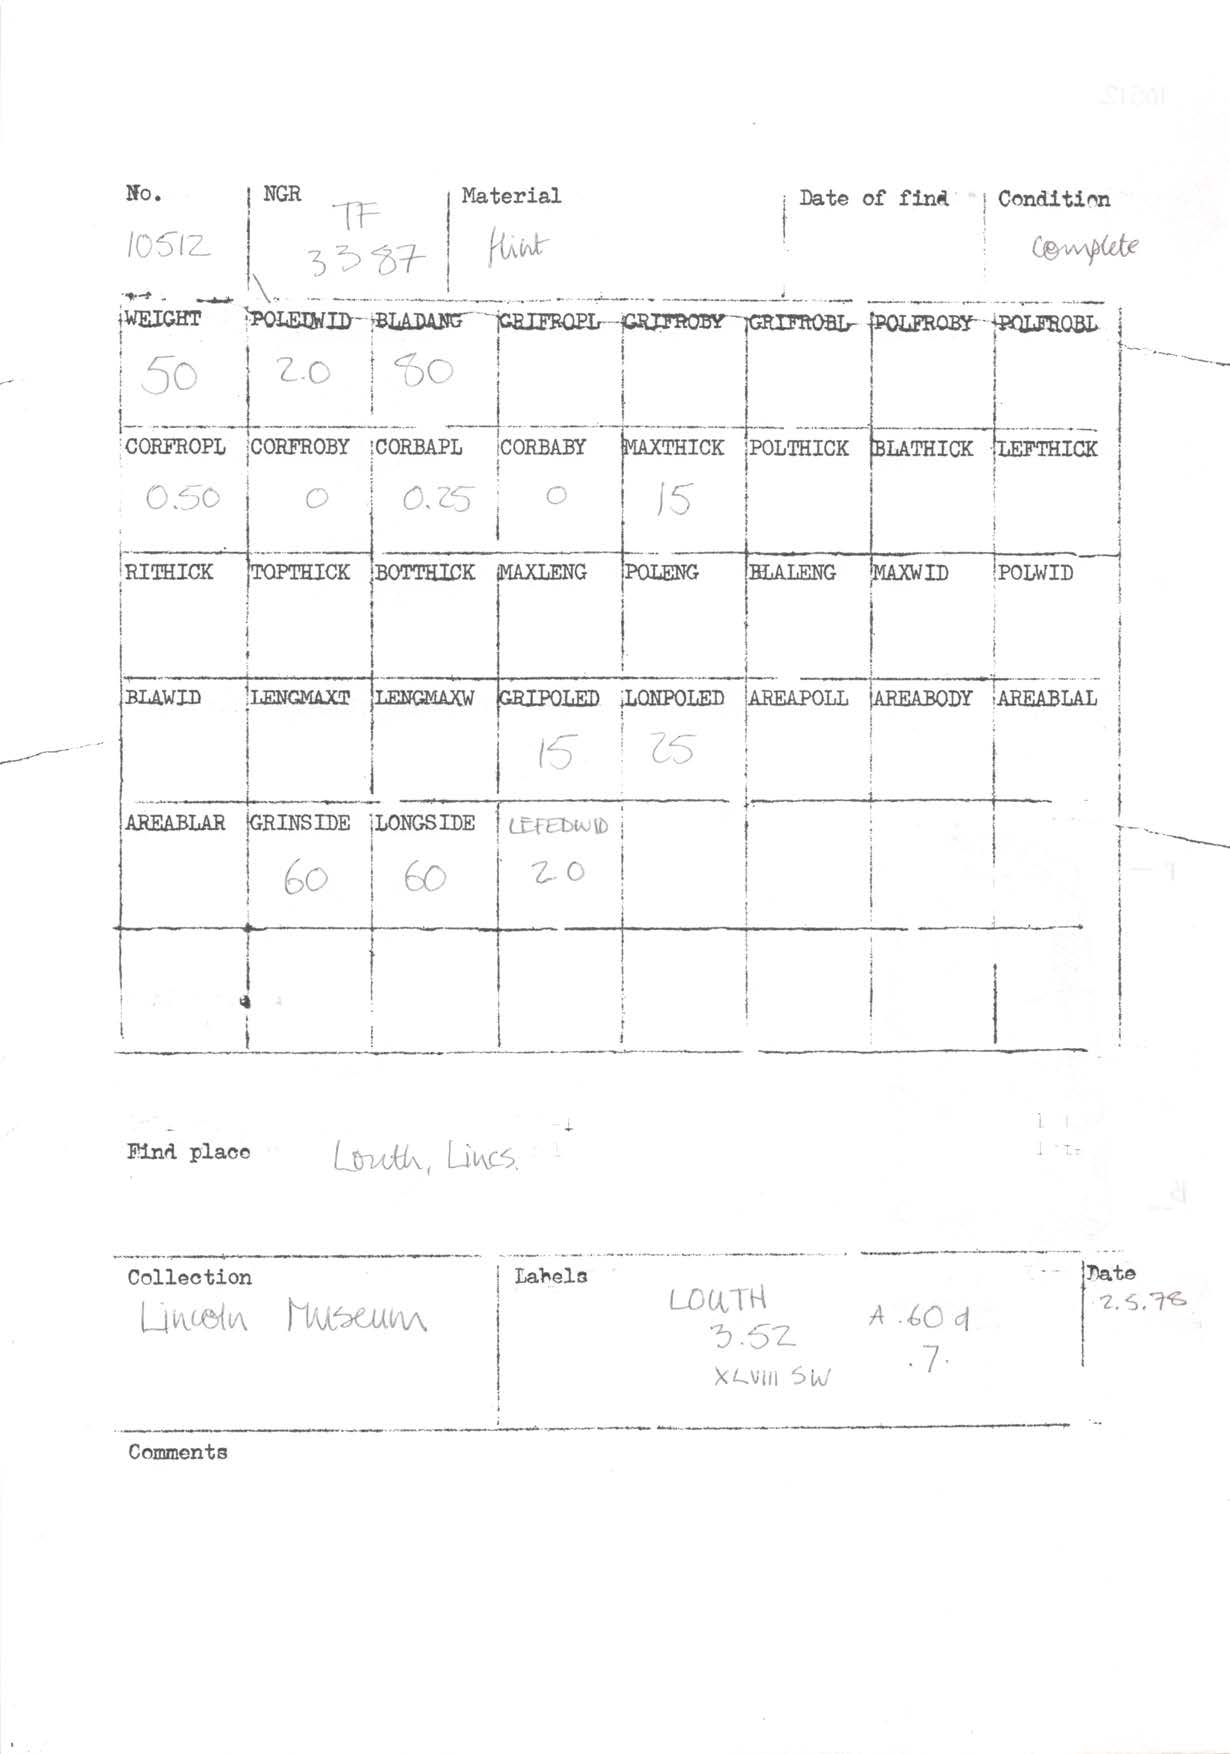 No. NGR Material Date of find Condition
10512 TF 3387 flint complete
WEIGHT POLEDWID BLADANG GRIFROPL GRIFROBY GRIFROBL POLFROBY POLFROBL
50 2.0 80
CORFROPL CORFROBY CORBAPL CORBABY MAXTHICK POLTHICK BLATHICK LEFTHICK
0.50 0 0.25 0 15
RITHICK TOPTHICK BOTTHICK MAXLENG POLENG BLALENG MAXWID POLWID
BLAWID LENGMAXT LENGMAXW GRIPOLED LONPOLED AREAPOLL AREABODY AREABLAL
15 25
AREABLAR GRINSIDE LONGSIDE LEFEDWID
60 60 2.0
Find place Louth, Lincs.
Collection Labels Date
Lincoln Museum LOUTH A.60 2.5.78
3.52 .7.
XLVIII SW
Comments